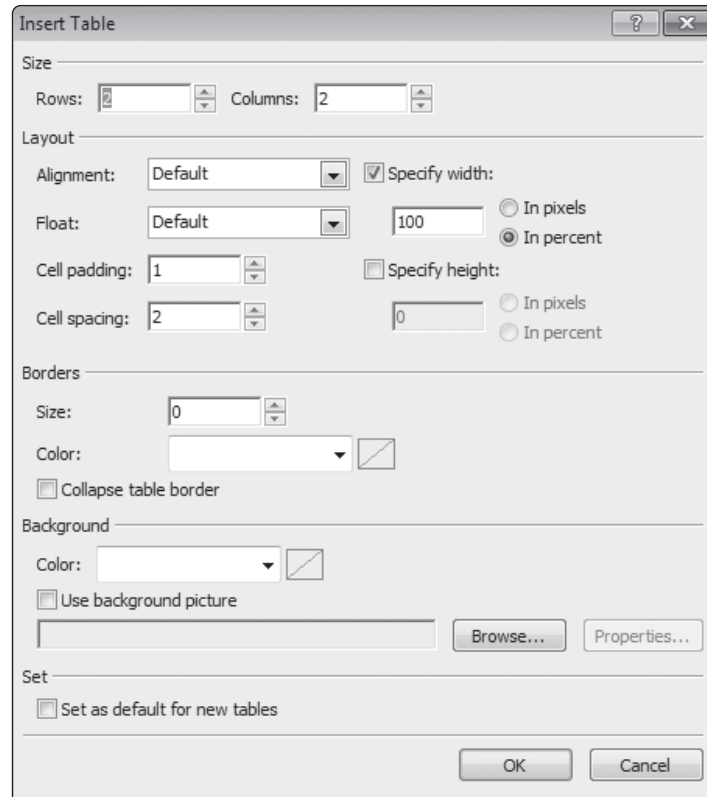 Insert Table
Size
Rows: 2 Columns: 2
Layout
Alignment: Default Specify width:
Float: Default 100 In pixels
In percent
Cell padding: 1 Specify height:
Cell spacing: 2 0 In pixels
In percent
Borders
Size: 0
Color:
Collapse table border
Background
Color:
Use background picture
Browse... Properties...
Set
Set as default for new tables
OK Cancel